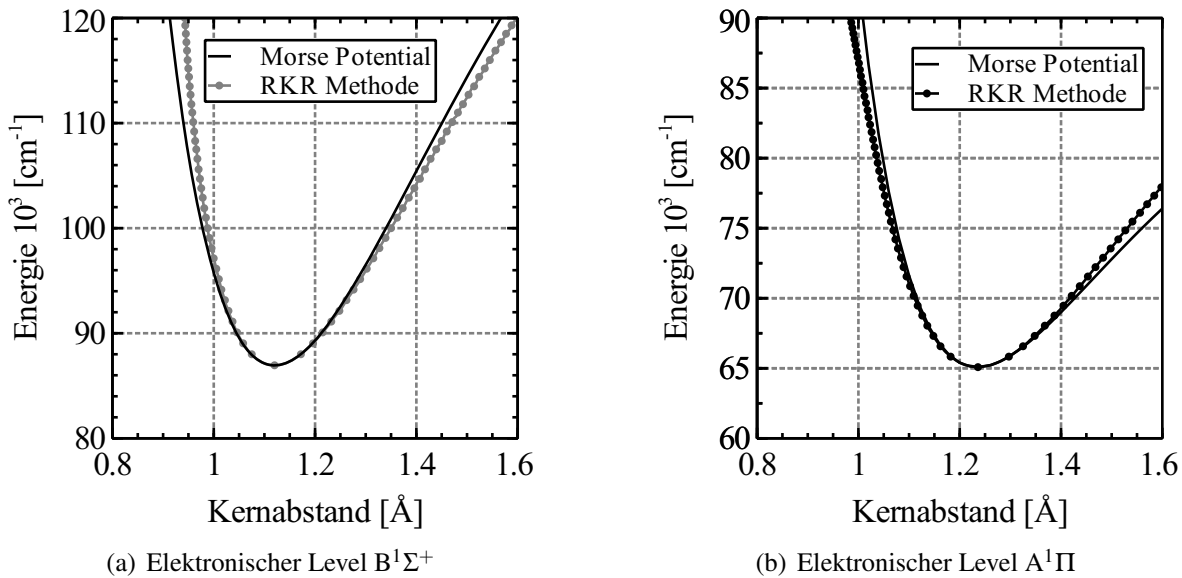 120
110
100
90
80
Energie 10³ [cm⁻¹]
Morse Potential
RKR Methode
0.8 1 1.2 1.4 1.6
Kernabstand [Å]
(a) Elektronischer Level B¹Σ⁺
90
85
80
75
70
65
60
Energie 10³ [cm⁻¹]
Morse Potential
RKR Methode
0.8 1 1.2 1.4 1.6
Kernabstand [Å]
(b) Elektronischer Level A¹Π